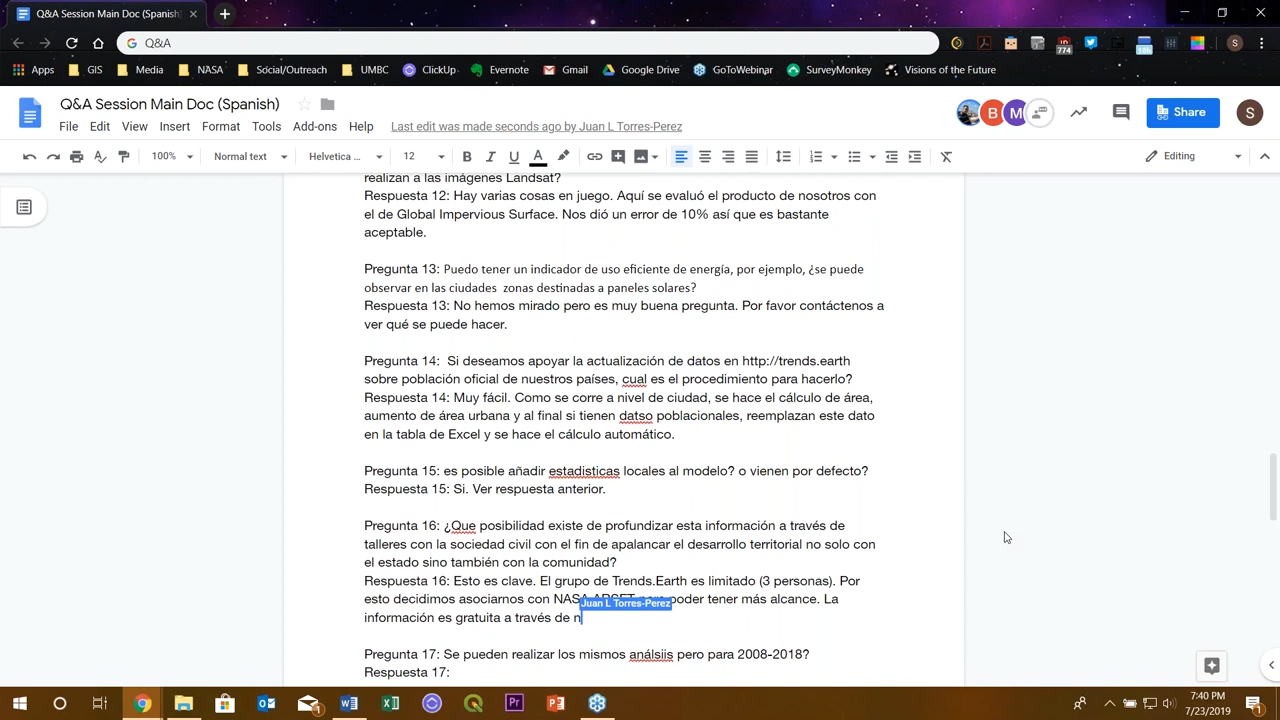 Q&A Session Main Doc (Spanish)
Q&A
774
10h
S
Apps
GIS
Media
NASA
Social/Outreach
UMBC
ClickUp
Evernote
Gmail
Google Drive
GoToWebinar
SurveyMonkey
Visions of the Future
Q&A Session Main Doc (Spanish)
B
M
Share
S
File Edit View Insert Format Tools Add-ons Help Last edit was made seconds ago by Juan L Torres-Perez
100% Normal text Helvetica ... 12 B I U A Editing
realizan a las imágenes Landsat?
Respuesta 12: Hay varias cosas en juego. Aquí se evaluó el producto de nosotros con
el de Global Impervious Surface. Nos dió un error de 10% así que es bastante
aceptable.
Pregunta 13: Puedo tener un indicador de uso eficiente de energía, por ejemplo, ¿se puede
observar en las ciudades  zonas destinadas a paneles solares?
Respuesta 13: No hemos mirado pero es muy buena pregunta. Por favor contáctenos a
ver qué se puede hacer.
Pregunta 14:  Si deseamos apoyar la actualización de datos en http://trends.earth
sobre población oficial de nuestros países, cual es el procedimiento para hacerlo?
Respuesta 14: Muy fácil. Como se corre a nivel de ciudad, se hace el cálculo de área,
aumento de área urbana y al final si tienen datso poblacionales, reemplazan este dato
en la tabla de Excel y se hace el cálculo automático.
Pregunta 15: es posible añadir estadisticas locales al modelo? o vienen por defecto?
Respuesta 15: Si. Ver respuesta anterior.
Pregunta 16: ¿Que posibilidad existe de profundizar esta información a través de
talleres con la sociedad civil con el fin de apalancar el desarrollo territorial no solo con
el estado sino también con la comunidad?
Respuesta 16: Esto es clave. El grupo de Trends.Earth es limitado (3 personas). Por
esto decidimos asociarnos con NASA ARSET para poder tener más alcance. La
Juan L Torres-Perez
información es gratuita a través de n
Pregunta 17: Se pueden realizar los mismos análsiis pero para 2008-2018?
Respuesta 17:
7:40 PM
7/23/2019